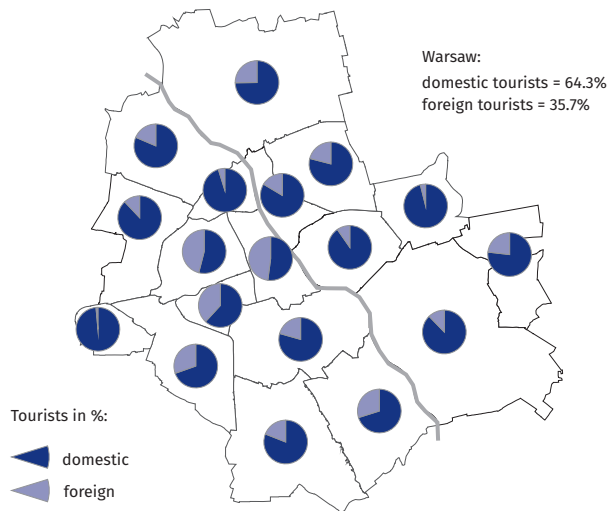 Warsaw:
domestic tourists = 64.3%
foreign tourists = 35.7%
Tourists in %:
domestic
foreign